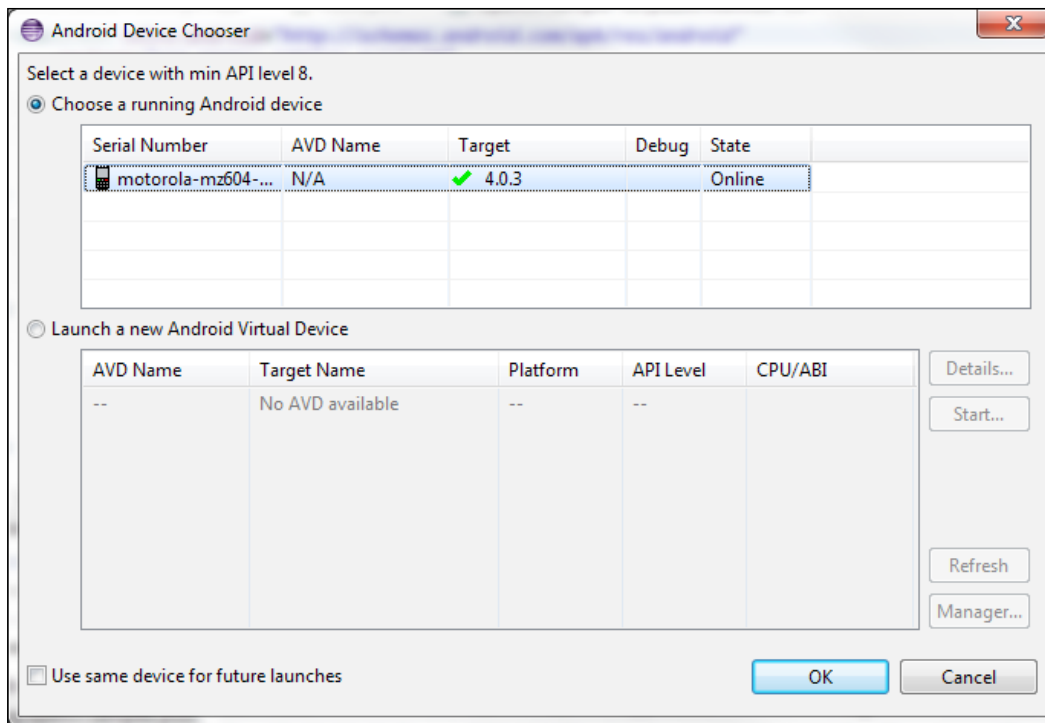 Android Device Chooser
Select a device with min API level 8.
Choose a running Android device
Serial Number AVD Name Target Debug State
motorola-mz604-... N/A 4.0.3 Online
Launch a new Android Virtual Device
AVD Name Target Name Platform API Level CPU/ABI
-- No AVD available -- --
Details...
Start...
Refresh
Manager...
Use same device for future launches
OK Cancel